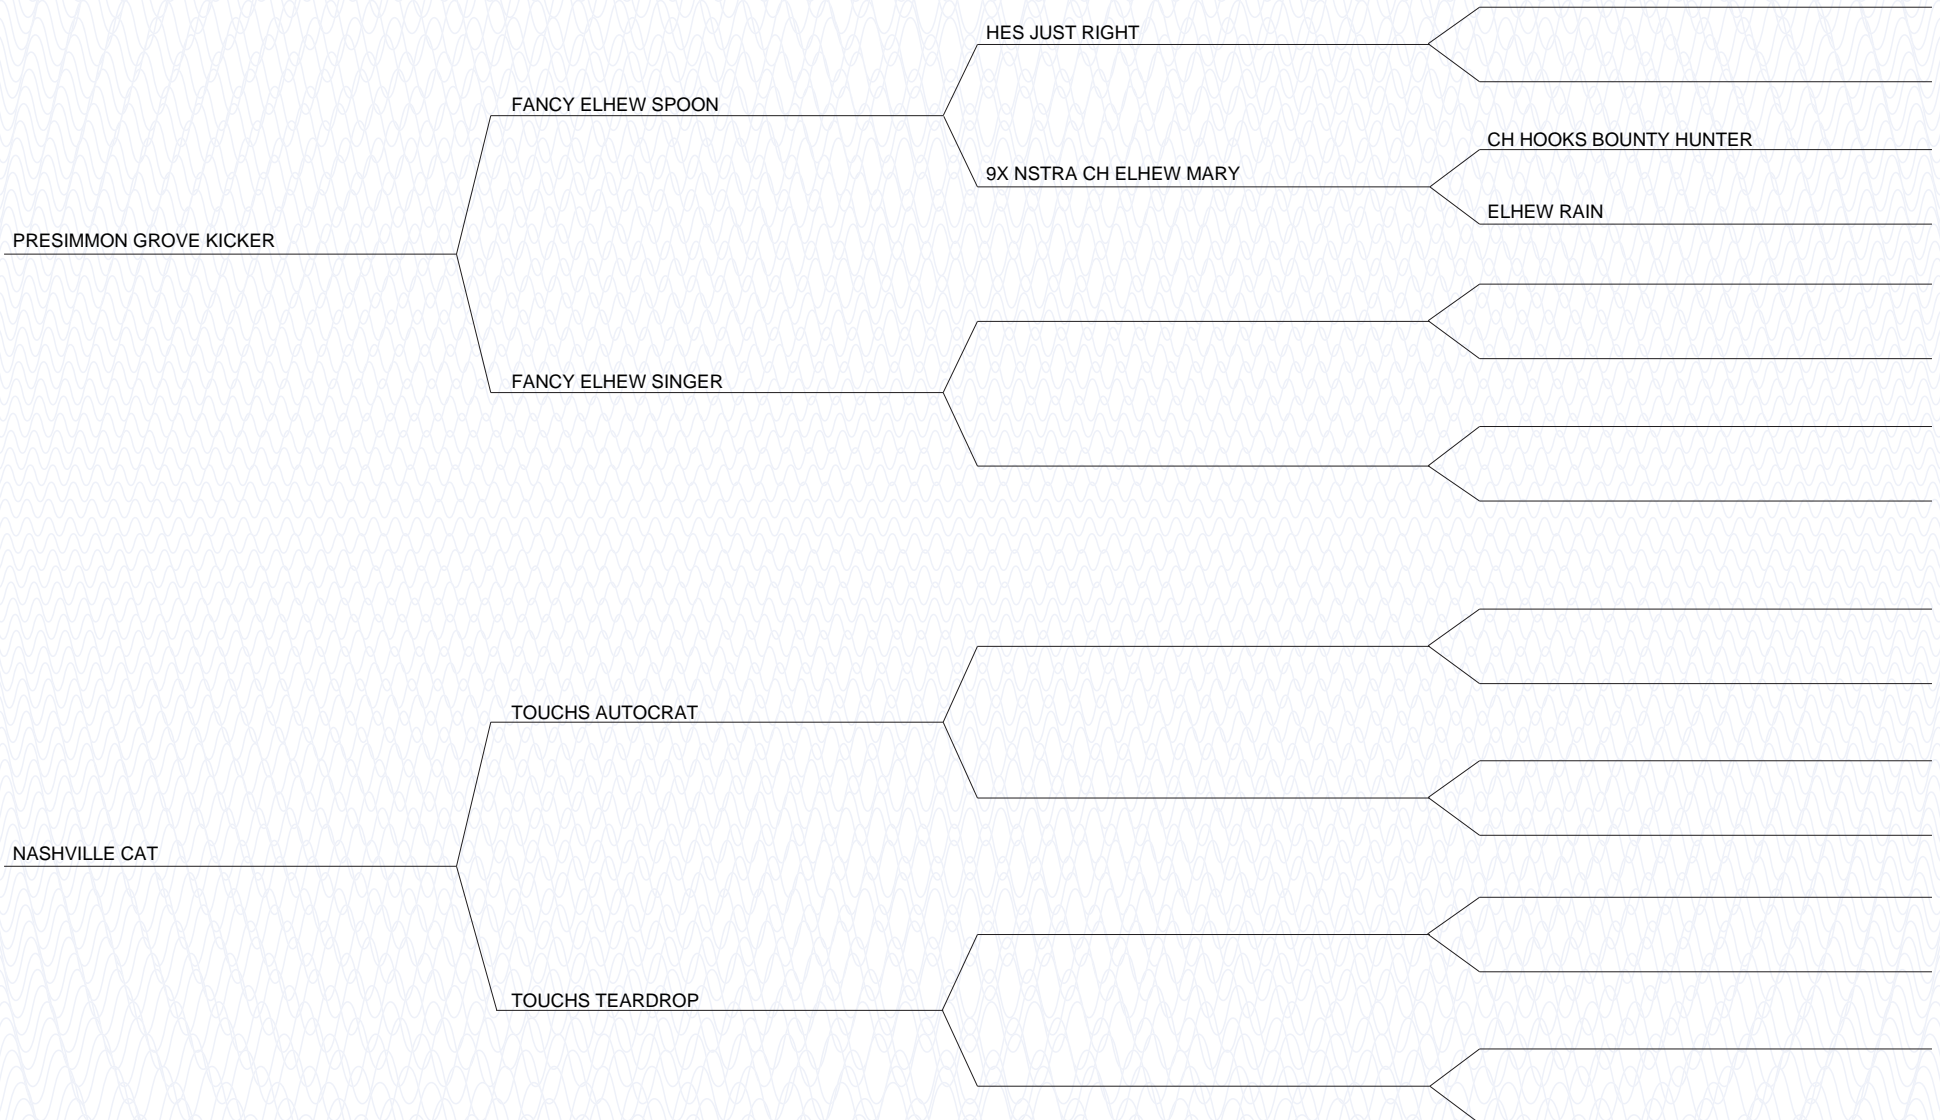 HES JUST RIGHT
FANCY ELHEW SPOON
CH HOOKS BOUNTY HUNTER
9X NSTRA CH ELHEW MARY
ELHEW RAIN
PRESIMMON GROVE KICKER
FANCY ELHEW SINGER
TOUCHS AUTOCRAT
NASHVILLE CAT
TOUCHS TEARDROP